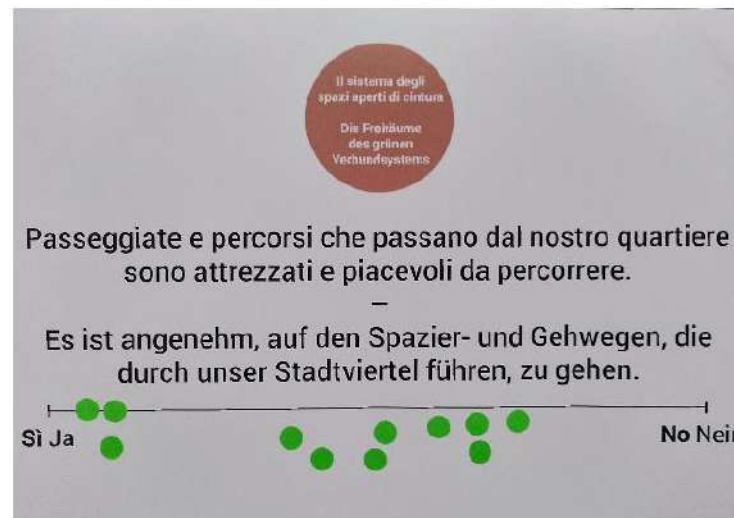 Il sistema degli
spazi aperti di cintura
Die Freiräume
des grünen
Verbundsystems
Passeggiate e percorsi che passano dal nostro quartiere
sono attrezzati e piacevoli da percorrere.
–
Es ist angenehm, auf den Spazier- und Gehwegen, die
durch unser Stadtviertel führen, zu gehen.
Sì Ja No Nein